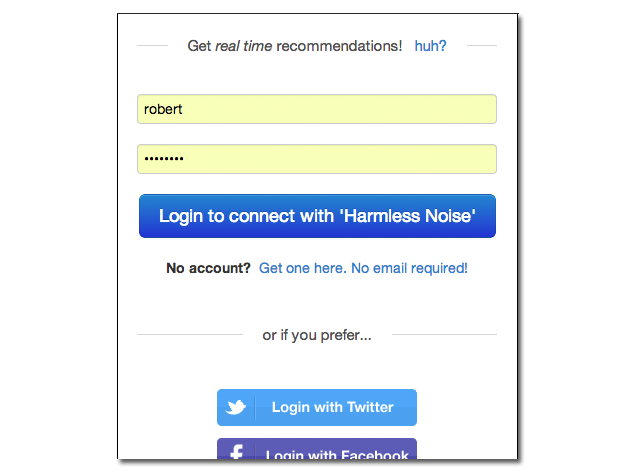 Get real time recommendations! huh?
robert
••••••••
Login to connect with 'Harmless Noise'
No account? Get one here. No email required!
or if you prefer...
Login with Twitter
Login with Facebook